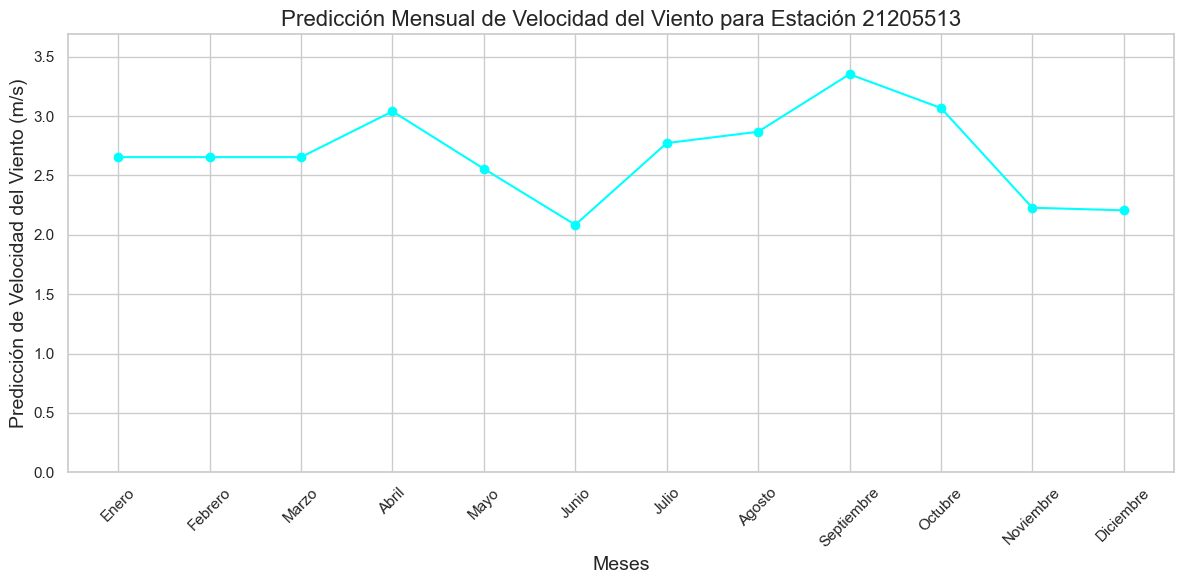 Predicción Mensual de Velocidad del Viento para Estación 21205513
Predicción de Velocidad del Viento (m/s)
3.5
3.0
2.5
2.0
1.5
1.0
0.5
0.0
Enero
Febrero
Marzo
Abril
Mayo
Junio
Julio
Agosto
Septiembre
Octubre
Noviembre
Diciembre
Meses